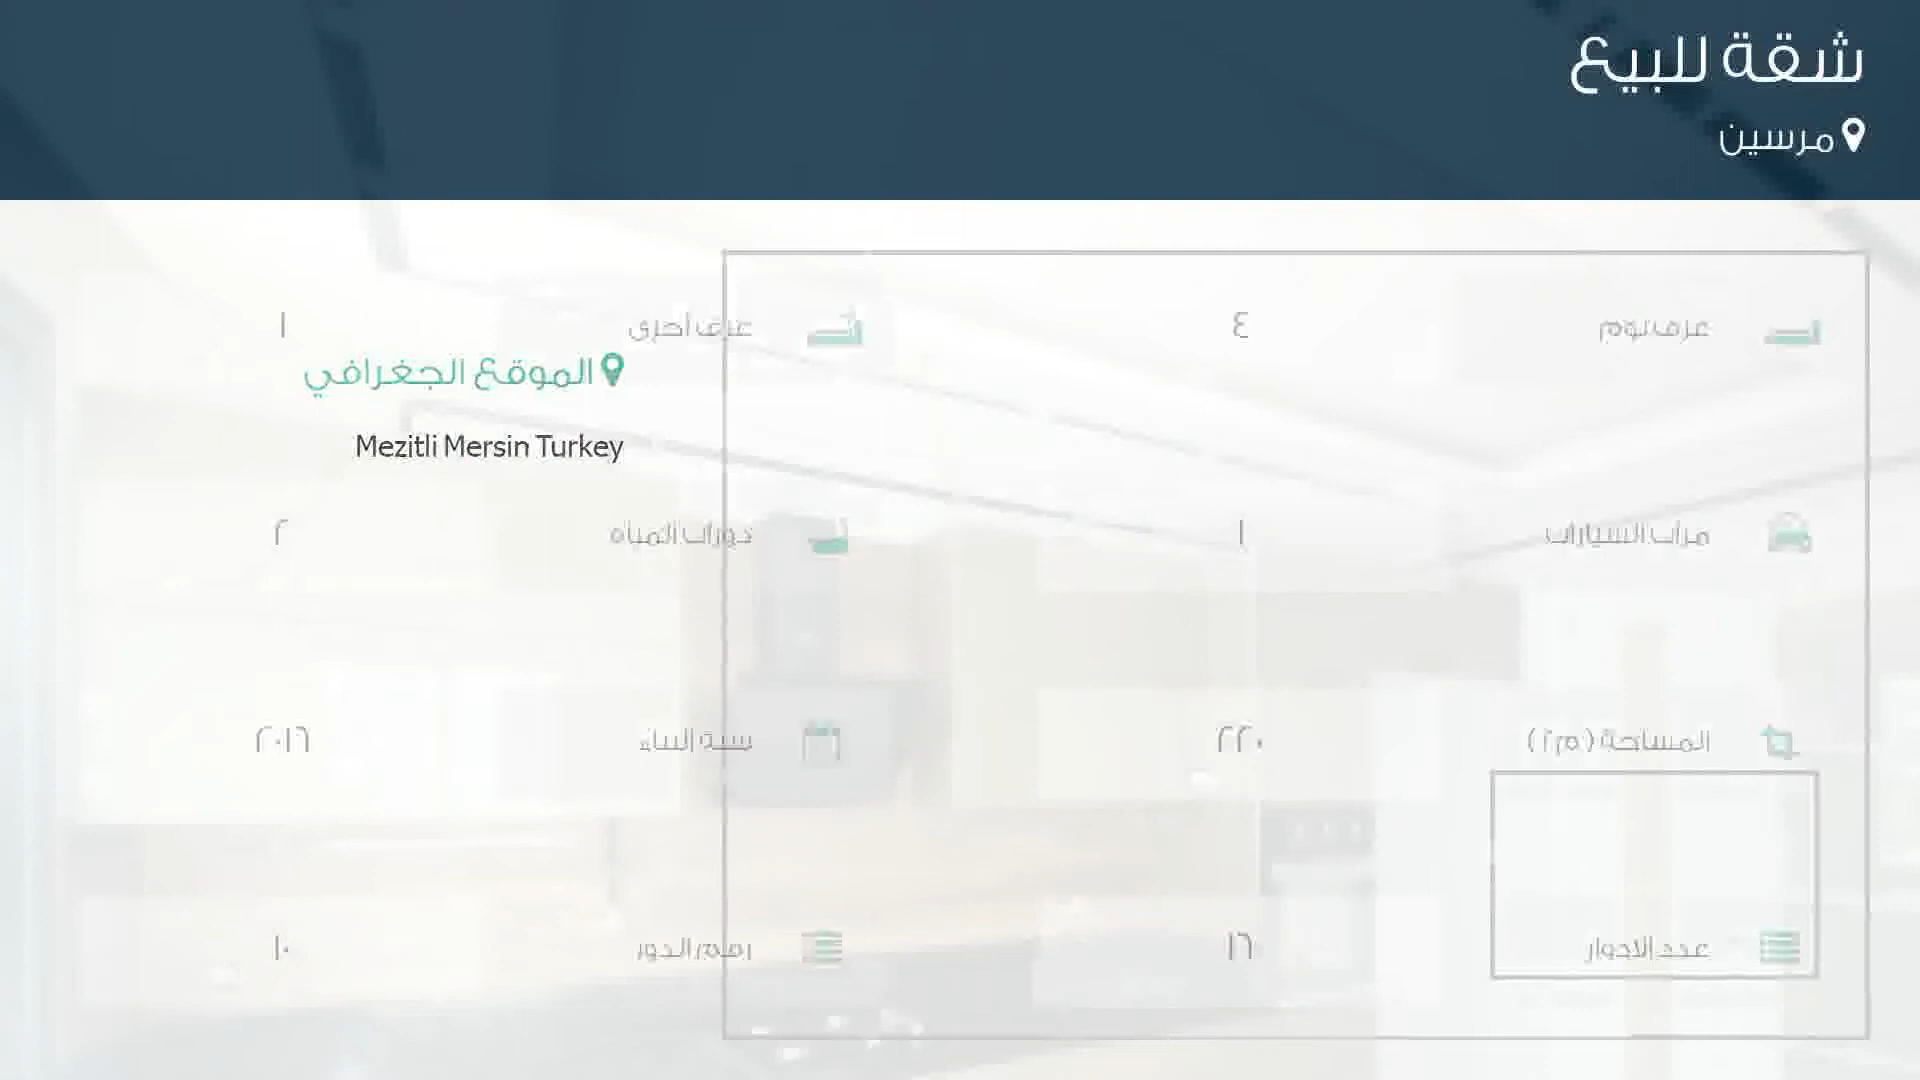 شقة للبيع
مرسين
غرف نوم ٤
غرف أخرى ١
الموقع الجغرافي
Mezitli Mersin Turkey
مرآب السيارات ١
دورات المياه ٢
المساحة (م٢) ٢٢٠
سنة البناء ٢٠١٦
عدد الادوار ١٦
رقم الدور ١٠